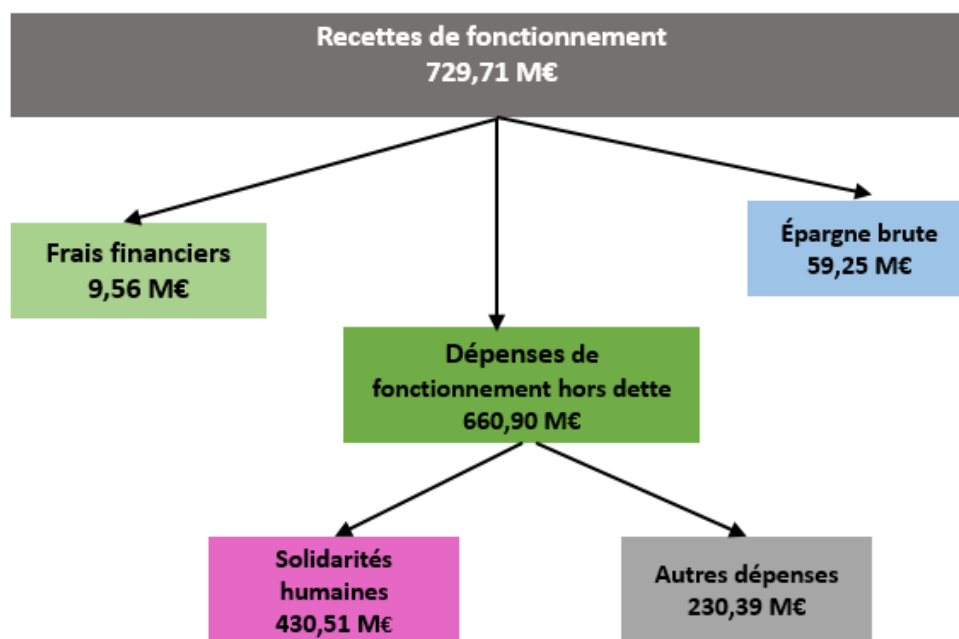 Recettes de fonctionnement
729,71 M€
Frais financiers
9,56 M€
Épargne brute
59,25 M€
Dépenses de
fonctionnement hors dette
660,90 M€
Solidarités
humaines
430,51 M€
Autres dépenses
230,39 M€